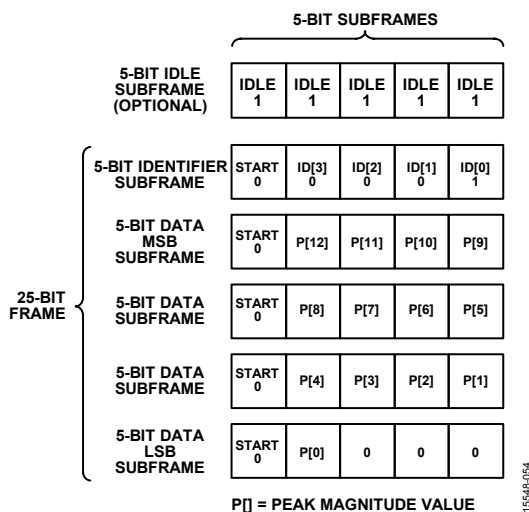 5-BIT SUBFRAMES
5-BIT IDLE
SUBFRAME
(OPTIONAL)
IDLE
1
IDLE
1
IDLE
1
IDLE
1
IDLE
1
25-BIT
FRAME
5-BIT IDENTIFIER
SUBFRAME
START
0
ID[3]
0
ID[2]
0
ID[1]
0
ID[0]
1
5-BIT DATA
MSB
SUBFRAME
START
0
P[12]
P[11]
P[10]
P[9]
5-BIT DATA
SUBFRAME
START
0
P[8]
P[7]
P[6]
P[5]
5-BIT DATA
SUBFRAME
START
0
P[4]
P[3]
P[2]
P[1]
5-BIT DATA
LSB
SUBFRAME
START
0
P[0]
0
0
0
P[] = PEAK MAGNITUDE VALUE
15548-054